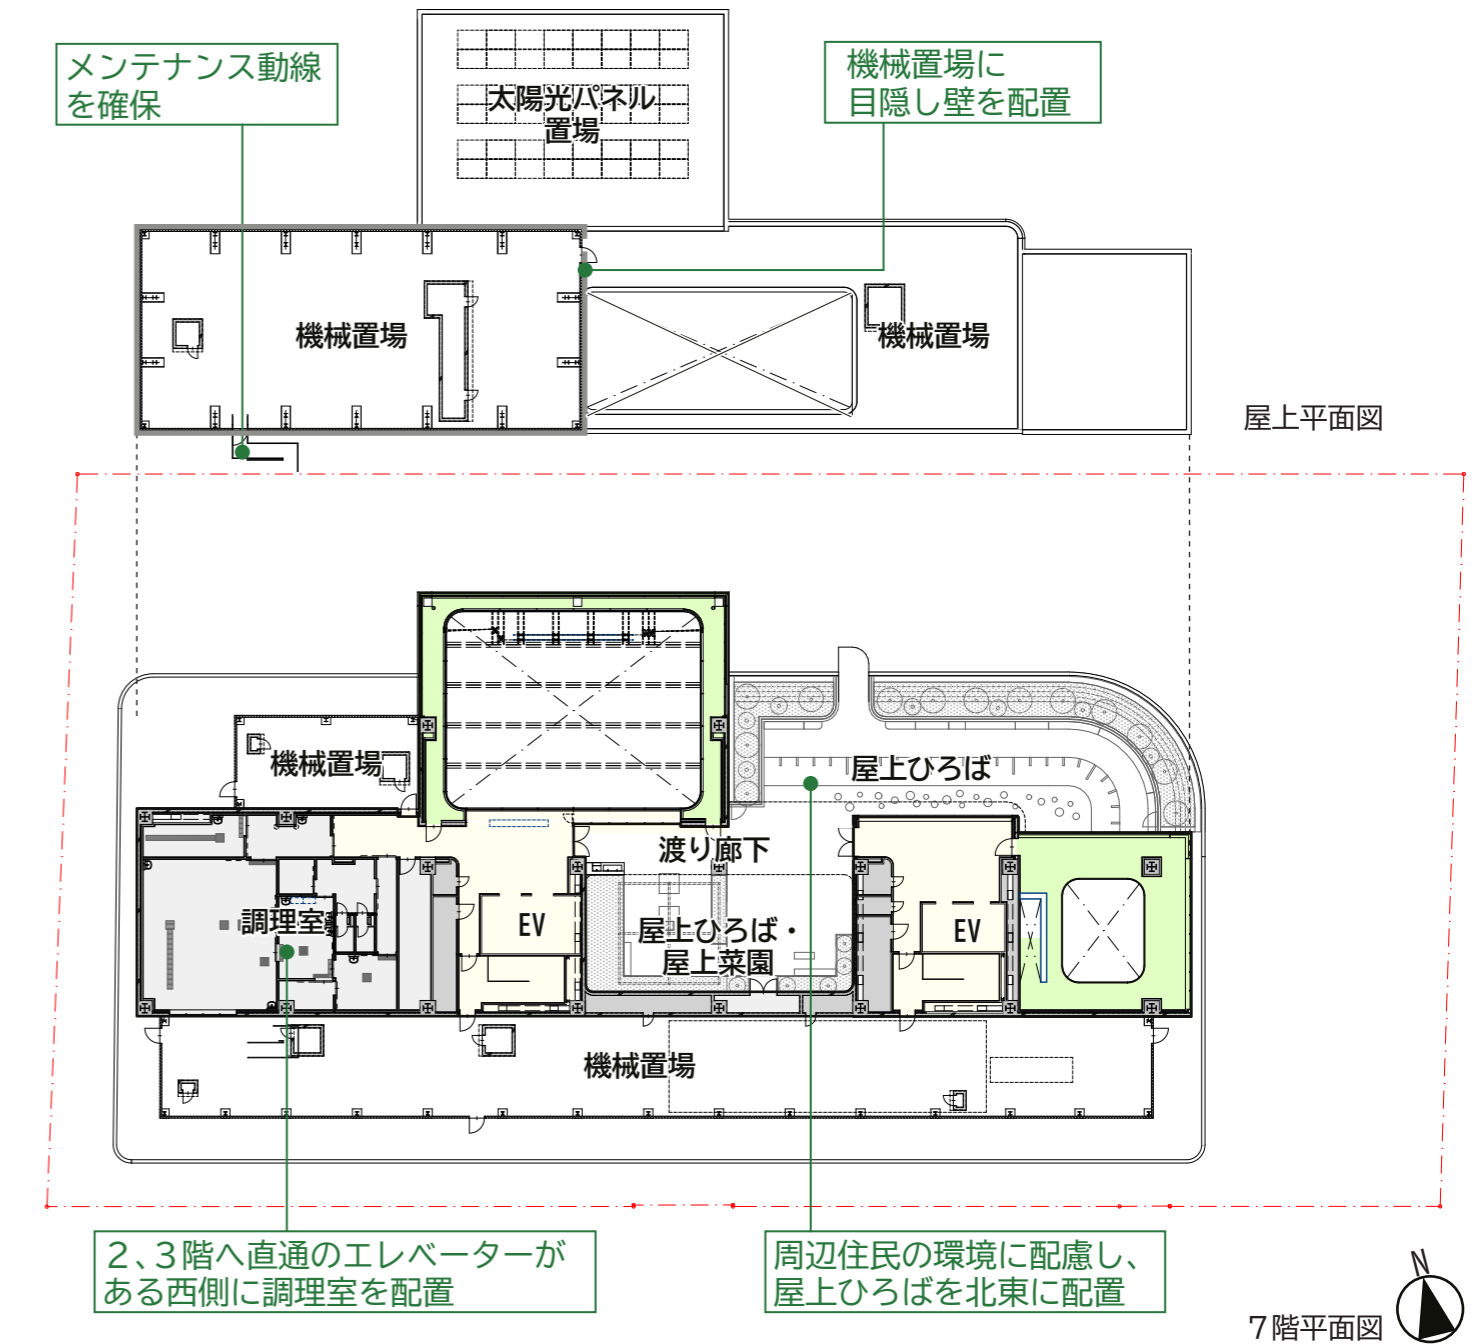 メンテナンス動線
を確保
機械置場に
目隠し壁を配置
太陽光パネル
置場
機械置場
機械置場
屋上平面図
機械置場
屋上ひろば
渡り廊下
調理室
EV
屋上ひろば・
屋上菜園
EV
機械置場
２、３階へ直通のエレベーターが
ある西側に調理室を配置
周辺住民の環境に配慮し、
屋上ひろばを北東に配置
N
７階平面図